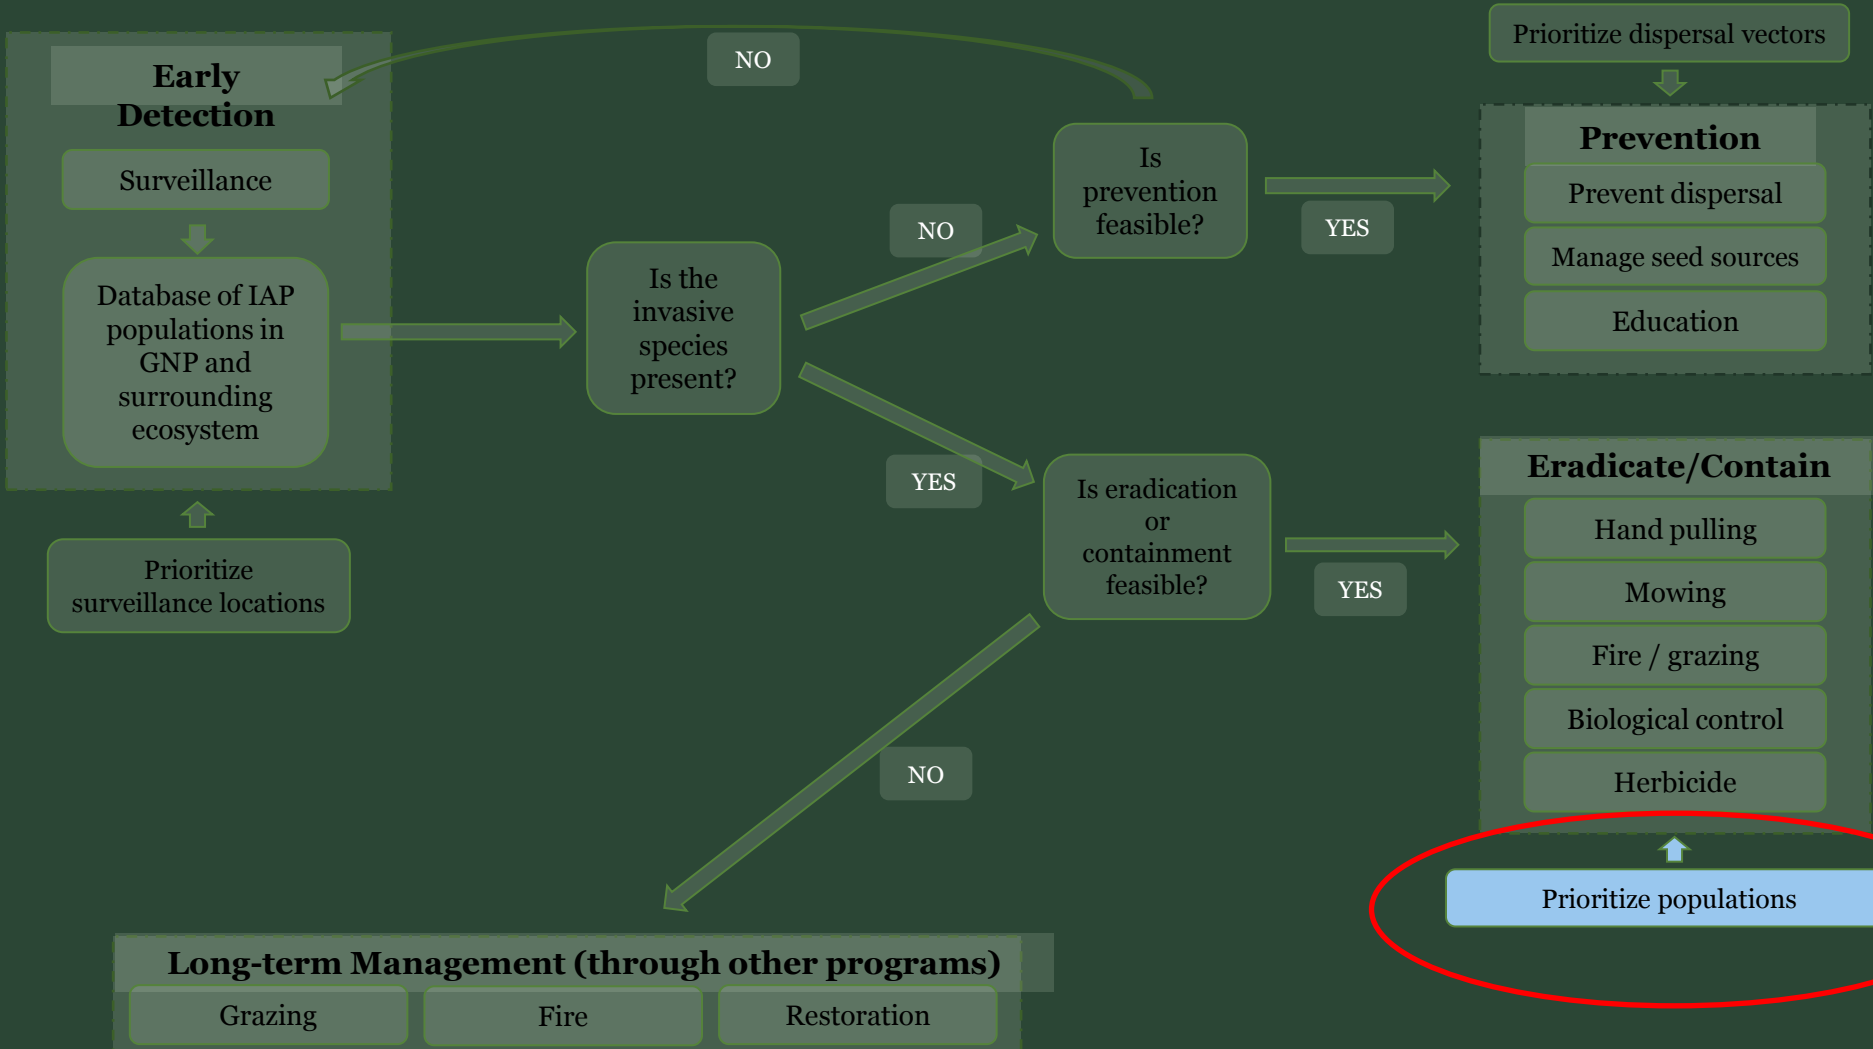 Early
Detection
Surveillance
Database of IAP
populations in
GNP and
surrounding
ecosystem
Prioritize
surveillance locations
Is the
invasive
species
present?
NO
NO
Is
prevention
feasible?
YES
Prioritize dispersal vectors
Prevention
Prevent dispersal
Manage seed sources
Education
YES
Is eradication
or
containment
feasible?
YES
Eradicate/Contain
Hand pulling
Mowing
Fire / grazing
Biological control
Herbicide
Prioritize populations
NO
Long-term Management (through other programs)
Grazing
Fire
Restoration